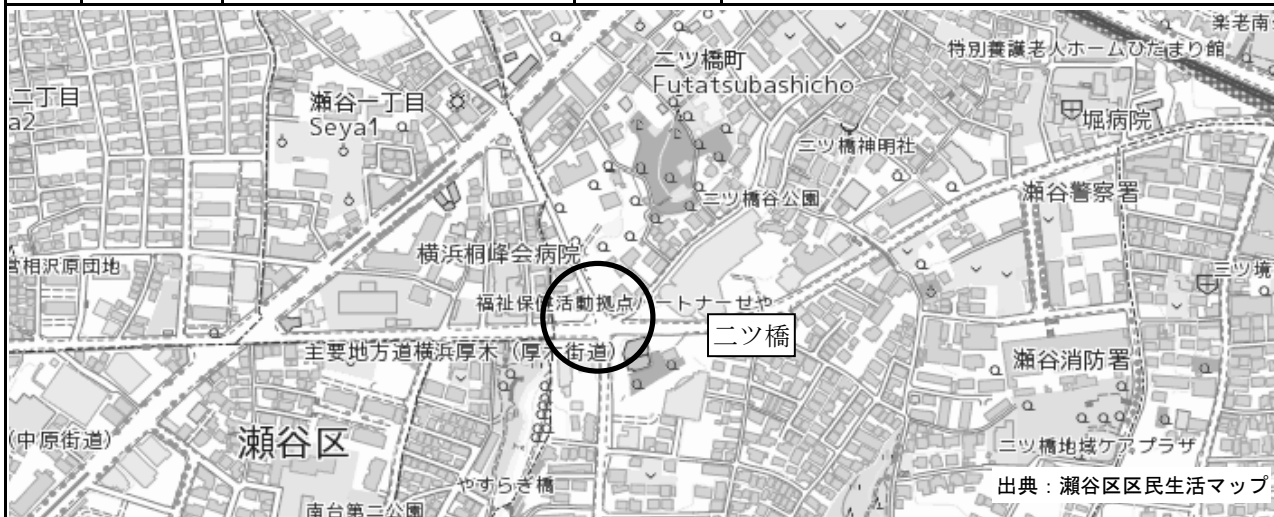 楽老南
特別養護老人ホームひだまり館
二ツ橋町
Futatsubashicho
二丁目
a2
瀬谷一丁目
Seya1
堀病院
二ツ橋神明社
二ツ橋谷公園
瀬谷警察署
横浜桐峰会病院
営相沢原団地
三ツ境
福祉保健活動拠点パートナーせや
二ツ橋
主要地方道横浜厚木（厚木街道）
瀬谷消防署
（中原街道）
瀬谷区
二ツ橋地域ケアプラザ
やすらぎ橋
出典：瀬谷区区民生活マップ
南台第二公園